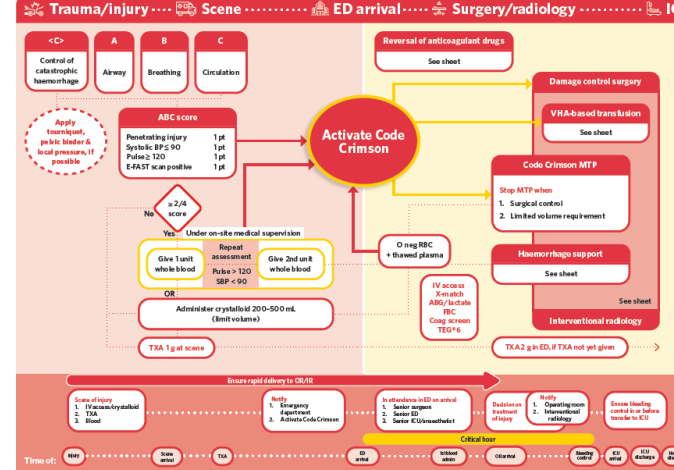 Trauma/injury
Scene
ED arrival
Surgery/radiology
<C>
A
B
C
Control of
catastrophic
haemorrhage
Airway
Breathing
Circulation
Apply
tourniquet,
pelvic binder &
local pressure, if
possible
ABC score
Penetrating injury 1 pt
Systolic BP ≤ 90 1 pt
Pulse ≥ 120 1 pt
E-FAST scan positive 1 pt
≥ 2/4
score
No
Yes
Under on-site medical supervision
Give 1 unit
whole blood
Repeat
assessment
Pulse > 120
SBP < 90
Give 2nd unit
whole blood
OR
Administer crystalloid 200–500 mL
(limit volume)
TXA 1 g at scene
Activate Code
Crimson
Reversal of anticoagulant drugs
See sheet
Damage control surgery
VHA-based transfusion
See sheet
Code Crimson MTP
Stop MTP when
1. Surgical control
2. Limited volume requirement
O neg RBC
+ thawed plasma
Haemorrhage support
See sheet
IV access
X-match
ABG/lactate
FBC
Coag screen
TEG®6
See sheet
Interventional radiology
TXA 2 g in ED, if TXA not yet given
Ensure rapid delivery to OR/IR
Scene of injury
1. IV access/crystalloid
2. TXA
3. Blood
Notify
1. Emergency
department
2. Activate Code Crimson
In attendance in ED on arrival
1. Senior surgeon
2. Senior ED
3. Senior ICU/anaesthetist
Decision on
treatment
of injury
Notify
1. Operating room
2. Interventional
radiology
Ensure bleeding
control in or before
transfer to ICU
Critical hour
Time of:
Injury
Scene
arrival
TXA
ED
arrival
1st blood
admin
OR arrival
Bleeding
control
ICU
arrival
ICU
discharge